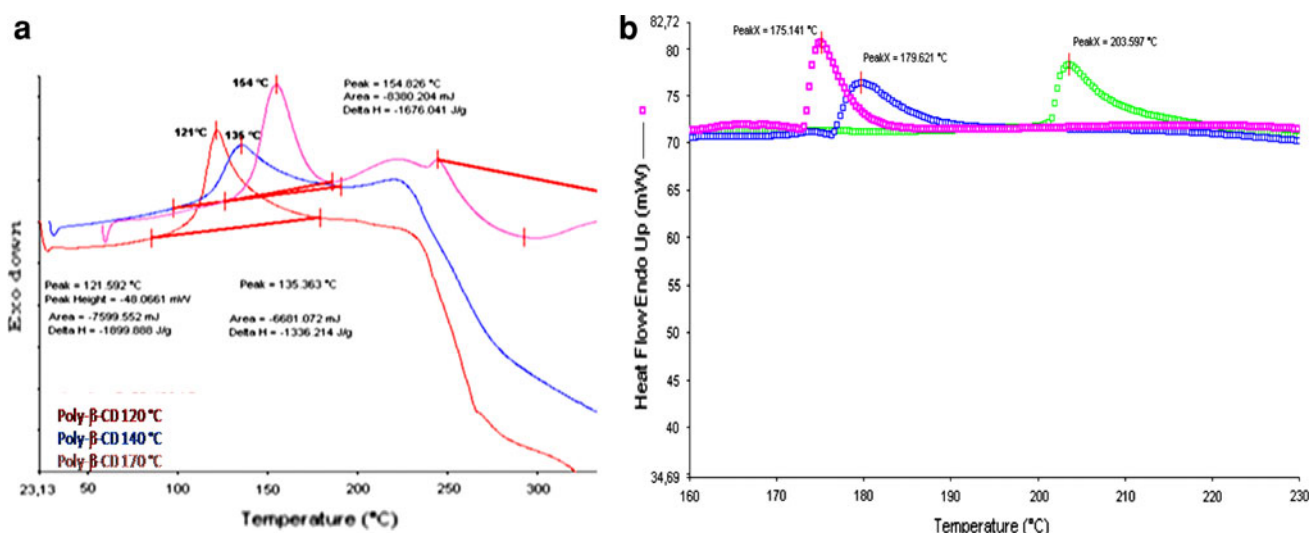 a
154 °C
121°C
135 °C
Peak = 154.826 °C
Area = -8380.204 mJ
Delta H = -1676.041 J/g
Peak = 121.592 °C
Peak Height = -48.0661 mW
Area = -7599.552 mJ
Delta H = -1899.888 J/g
Peak = 135.363 °C
Area = -6681.072 mJ
Delta H = -1336.214 J/g
Exo down
Poly-β-CD 120 °C
Poly-β-CD 140 °C
Poly-β-CD 170 °C
23,13 50 100 150 200 250 300
Temperature (°C)
b
82,72
80
75
70
65
60
55
50
45
40
34,69
Heat Flow Endo Up (mW)
PeakX = 175.141 °C
PeakX = 179.621 °C
PeakX = 203.597 °C
160 170 180 190 200 210 220 230
Temperature (°C)